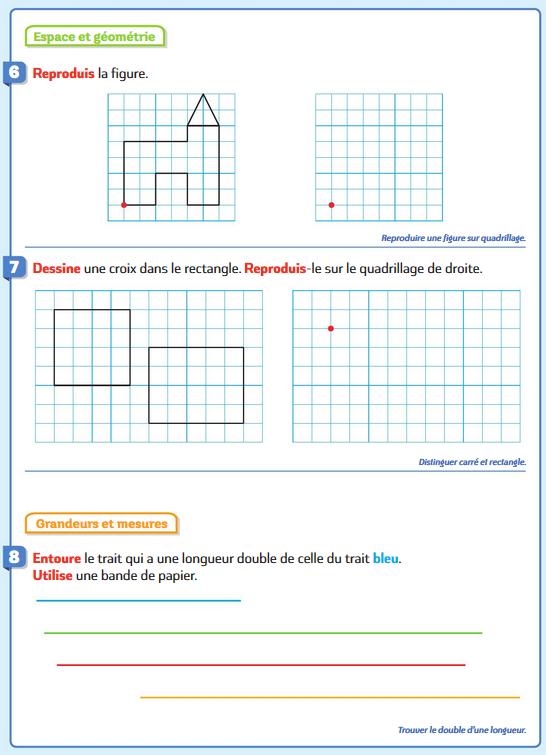 Espace et géométrie
6 Reproduis la figure.
Reproduire une figure sur quadrillage.
7 Dessine une croix dans le rectangle. Reproduis-le sur le quadrillage de droite.
Distinguer carré et rectangle.
Grandeurs et mesures
8 Entoure le trait qui a une longueur double de celle du trait bleu.
Utilise une bande de papier.
Trouver le double d'une longueur.